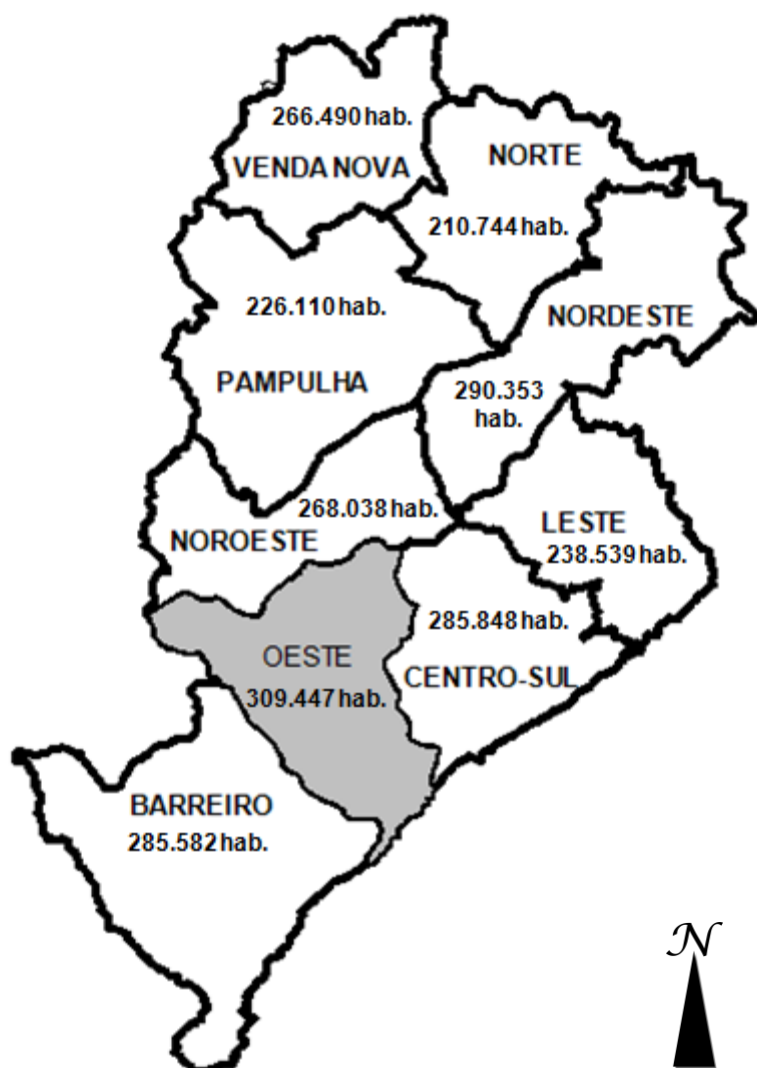 266.490 hab.
VENDA NOVA
NORTE
210.744 hab.
226.110 hab.
PAMPULHA
NORDESTE
290.353
hab.
268.038 hab.
NOROESTE
LESTE
238.539 hab.
285.848 hab.
CENTRO-SUL
OESTE
309.447 hab.
BARREIRO
285.582 hab.
N